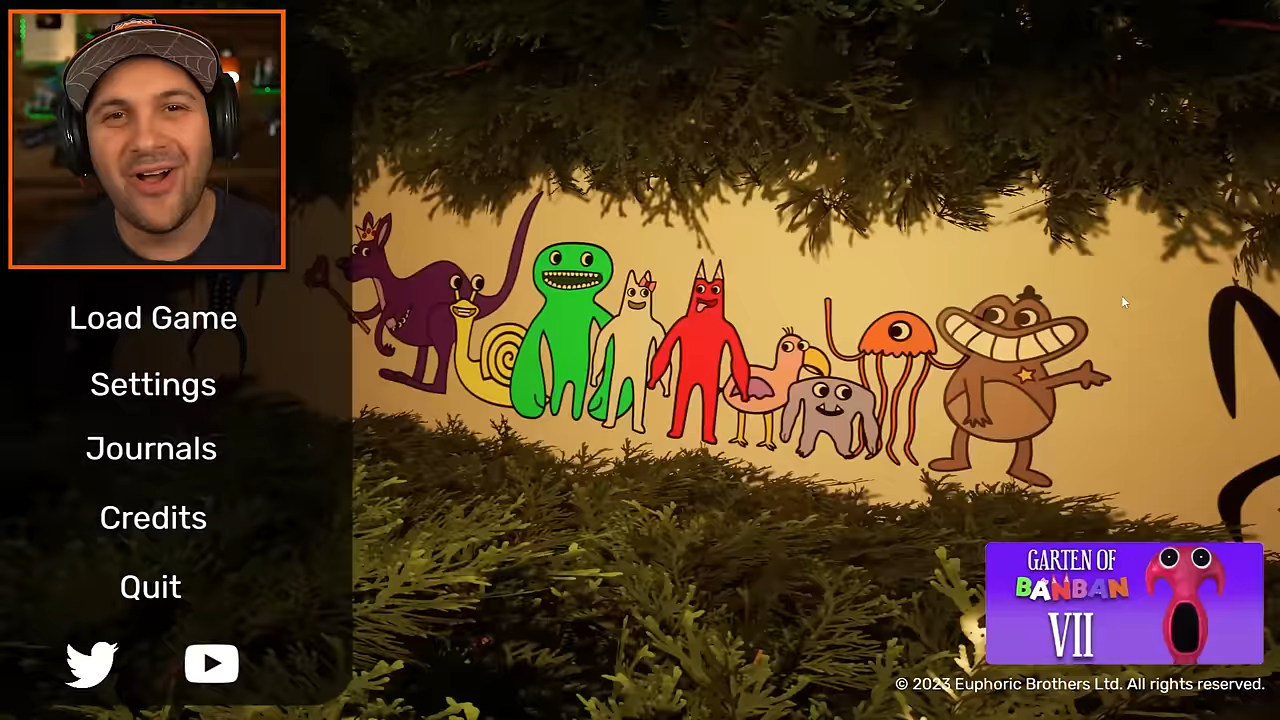 Load Game
Settings
Journals
Credits
Quit
GARTEN OF
BANBAN
VII
© 2023 Euphoric Brothers Ltd. All rights reserved.